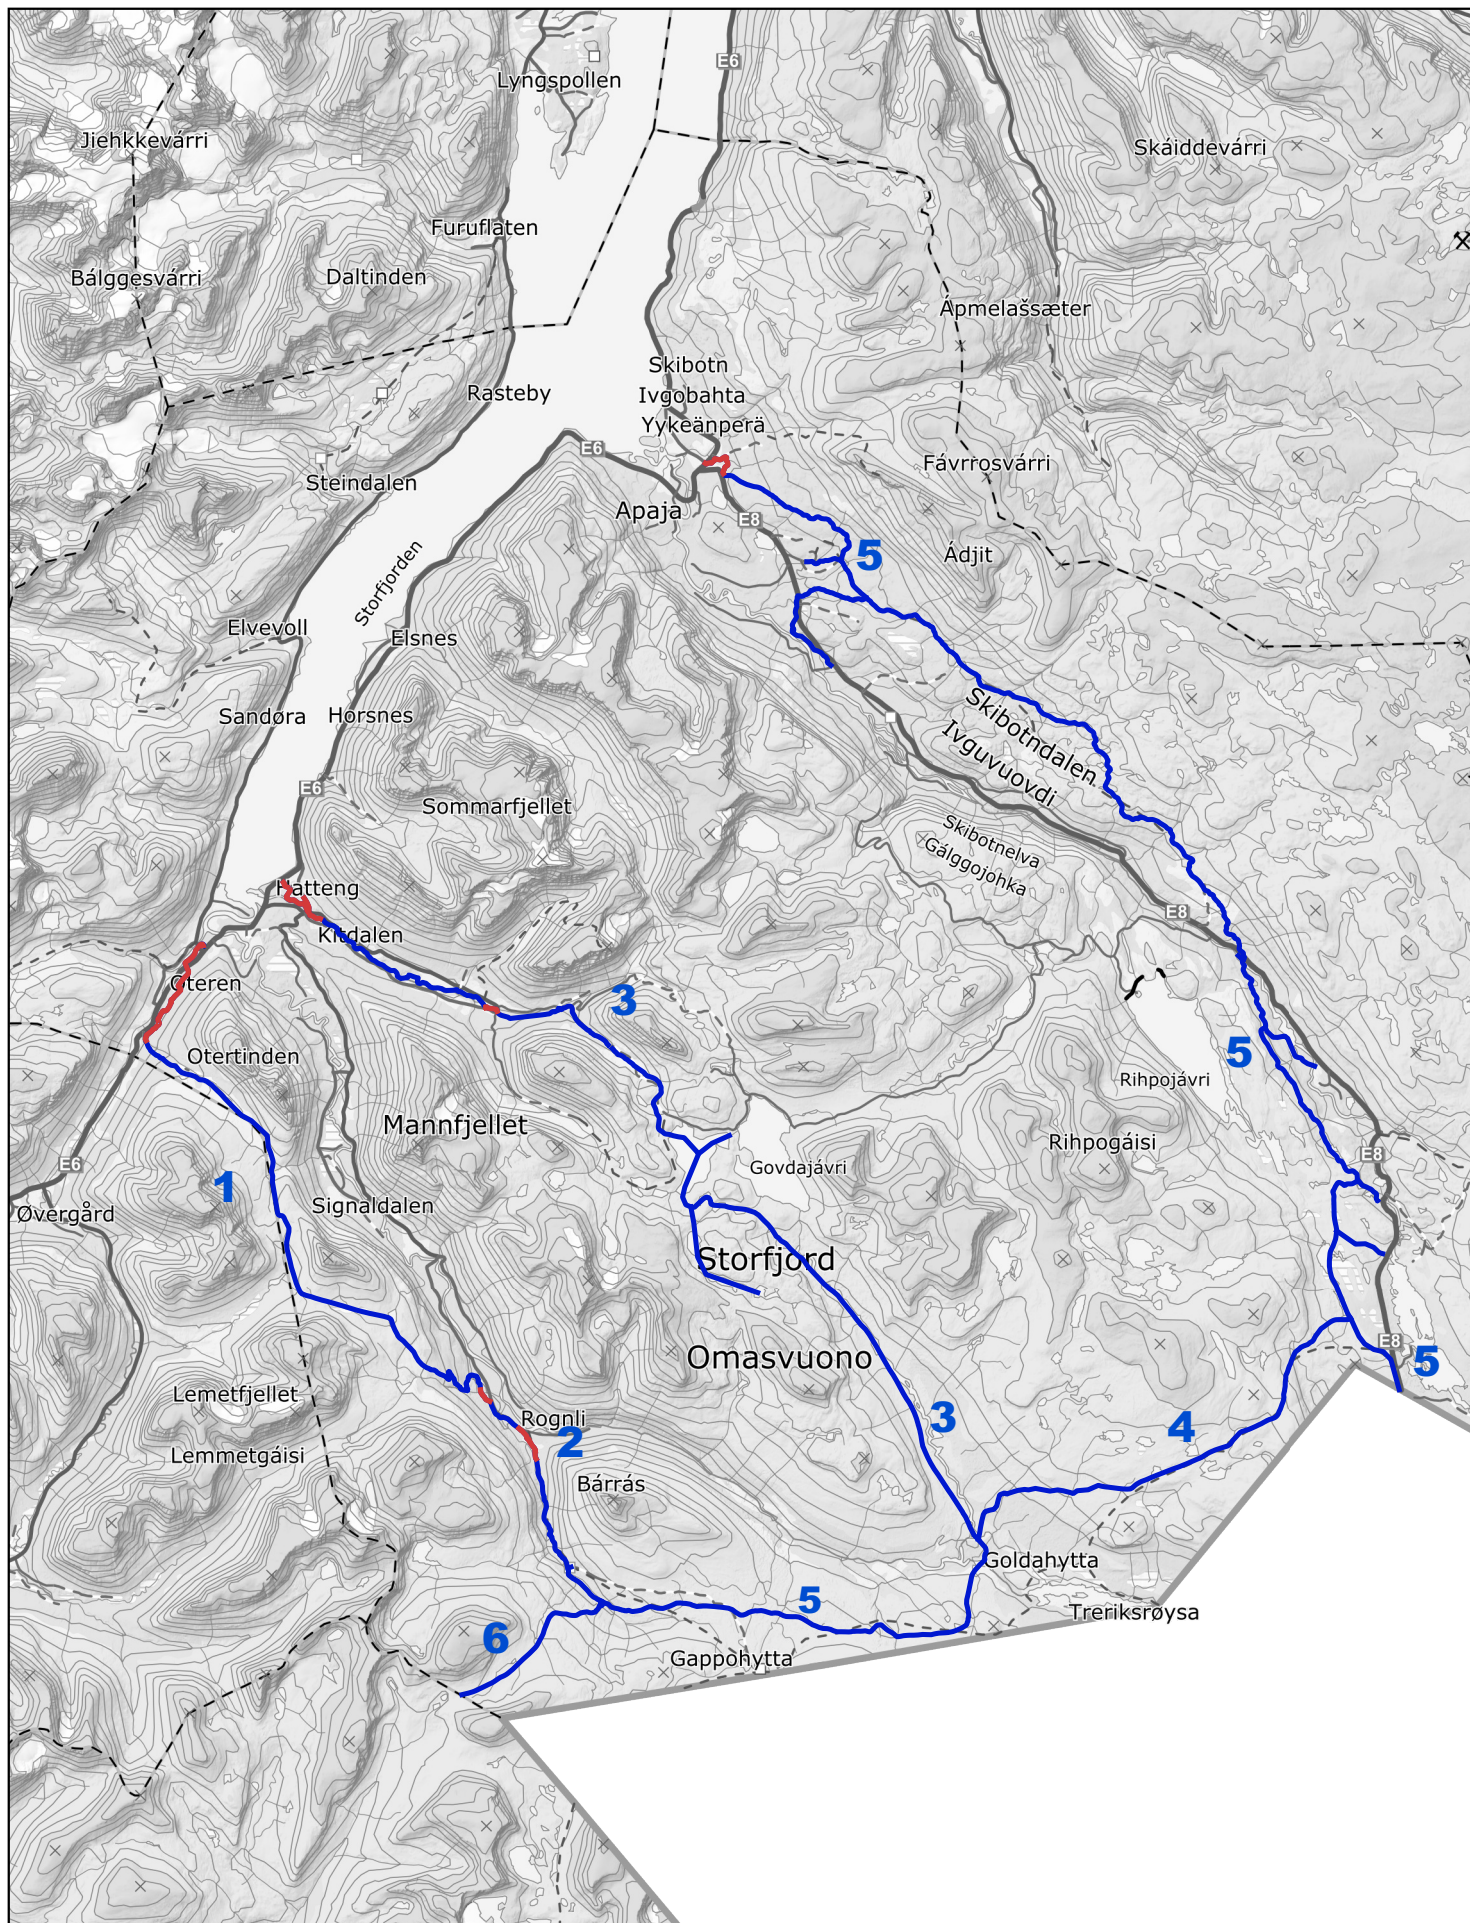 E6
Lyngspollen
Jiehkkevárri
Skáiddevárri
Furuflaten
Bálggesvárri
Daltinden
Ápmelašsæter
Skibotn
Ivgobahta
Yykeänperä
Rasteby
E6
Fávrrosvárri
Steindalen
Apaja
E8
5
Ádjit
Storfjorden
Elvevoll
Elsnes
Sandøra
Horsnes
Skibotndalen
Ivguvuovdi
E6
Sommarfjellet
Skibotnelva
Gálggojohka
Hatteng
E8
Kitdalen
Oteren
3
5
Otertinden
Rihpojávri
Mannfjellet
Rihpogáisi
E6
E8
Govdajávri
1
Signaldalen
Øvergård
Storfjord
E8
Omasvuono
5
Lemetfjellet
Rognli
3
4
2
Lemmetgáisi
Bárrás
Goldahytta
5
Treriksrøysa
6
Gappohytta